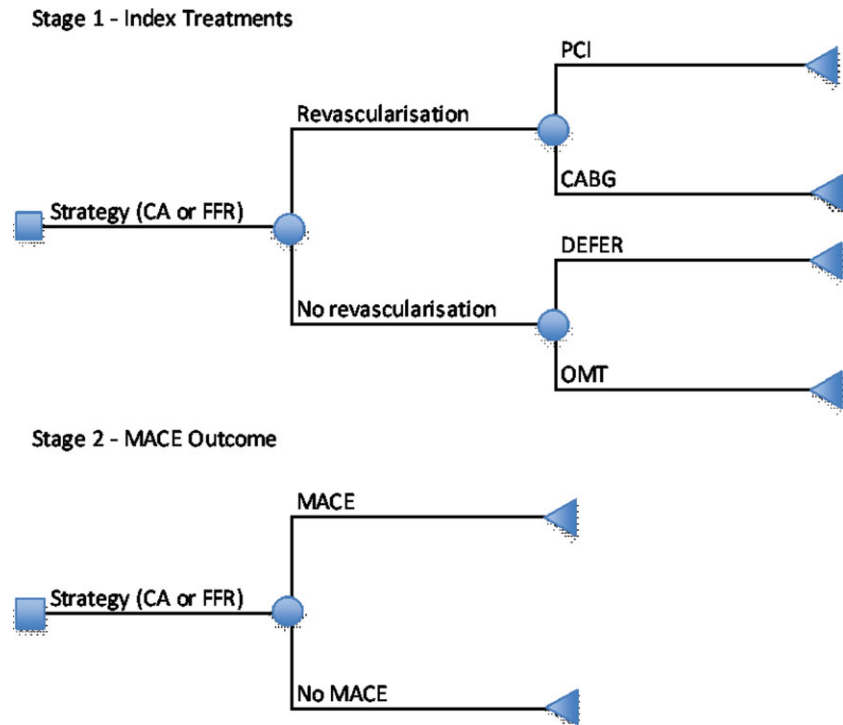 Stage 1 - Index Treatments
PCI
Revascularisation
CABG
Strategy (CA or FFR)
DEFER
No revascularisation
OMT
Stage 2 - MACE Outcome
MACE
Strategy (CA or FFR)
No MACE